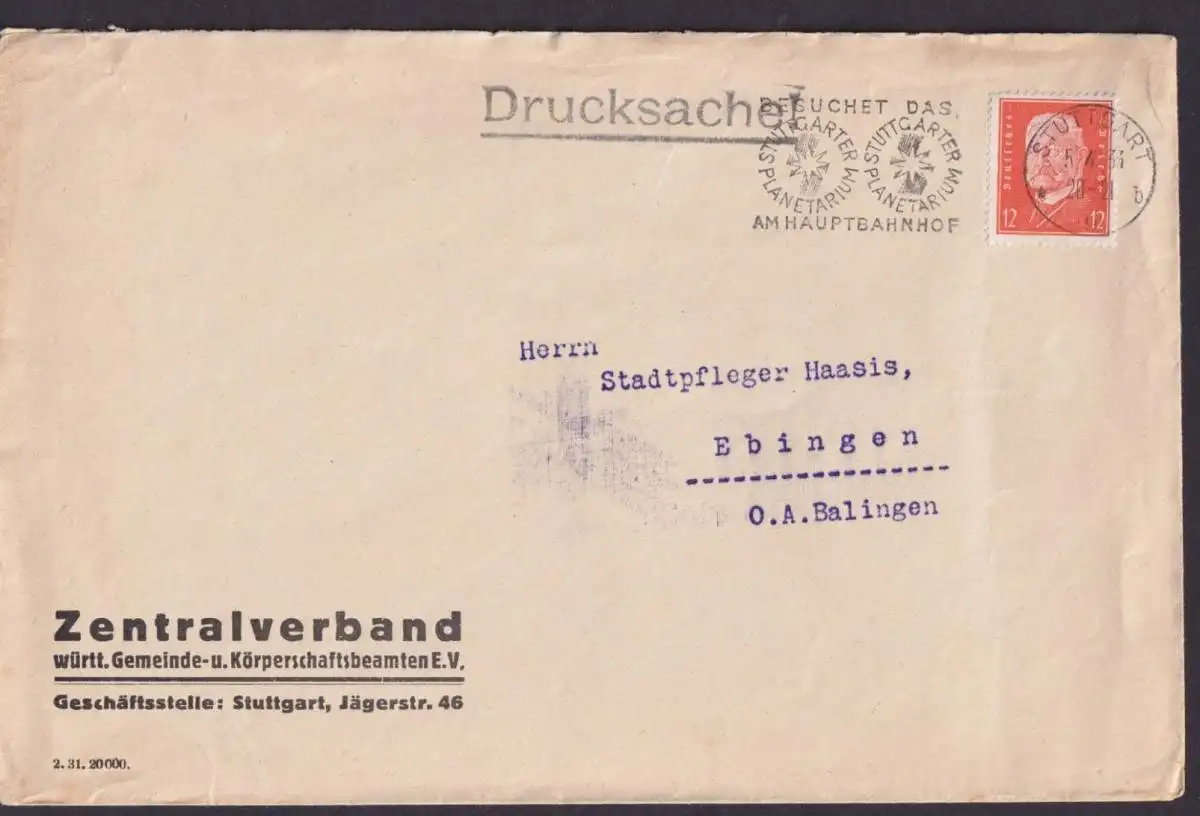 Drucksache!
BESUCHET DAS
STUTTGARTER PLANETARIUM
STUTTGARTER PLANETARIUM
AM HAUPTBAHNHOF
Deutsches Reich
12 12
STUTTGART
b
Herrn
Stadtpfleger Haasis,
Ebingen
O.A.Balingen
Zentralverband
württ. Gemeinde- u. Körperschaftsbeamten E.V.
Geschäftsstelle: Stuttgart, Jägerstr. 46
2. 31. 20000.